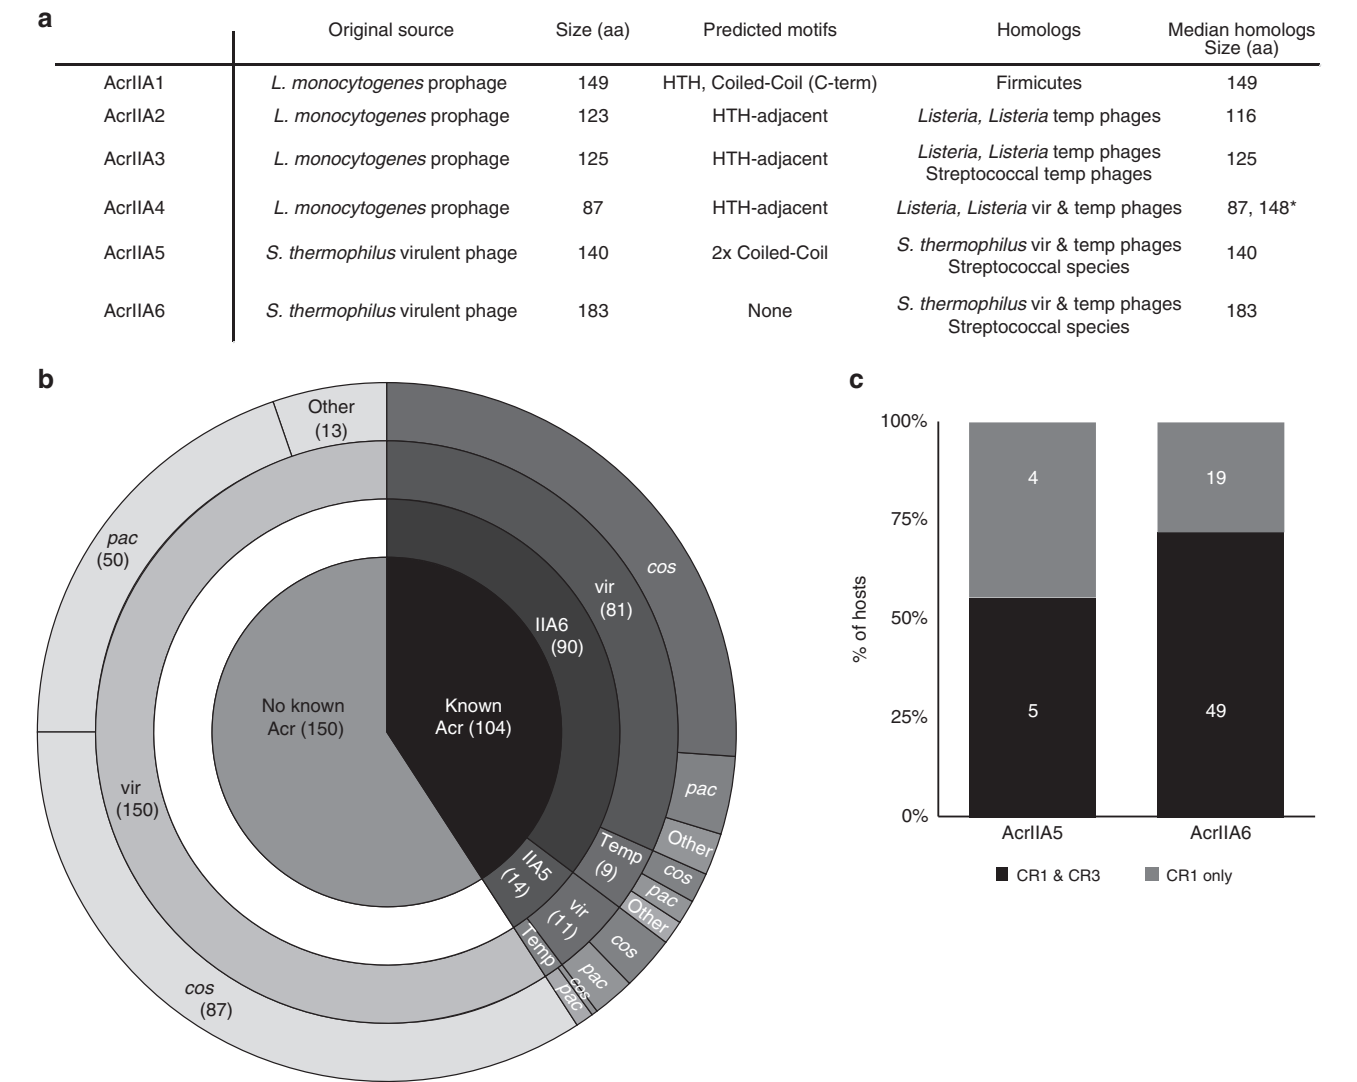 a
Original source Size (aa) Predicted motifs Homologs Median homologs
Size (aa)
AcrIIA1 L. monocytogenes prophage 149 HTH, Coiled-Coil (C-term) Firmicutes 149
AcrIIA2 L. monocytogenes prophage 123 HTH-adjacent Listeria, Listeria temp phages 116
AcrIIA3 L. monocytogenes prophage 125 HTH-adjacent Listeria, Listeria temp phages 125
Streptococcal temp phages
AcrIIA4 L. monocytogenes prophage 87 HTH-adjacent Listeria, Listeria vir & temp phages 87, 148*
AcrIIA5 S. thermophilus virulent phage 140 2x Coiled-Coil S. thermophilus vir & temp phages 140
Streptococcal species
AcrIIA6 S. thermophilus virulent phage 183 None S. thermophilus vir & temp phages 183
Streptococcal species
b
Other
(13)
pac
(50)
cos
vir
(81)
IIA6
(90)
No known
Acr (150)
Known
Acr (104)
vir
(150)
pac
Other
Temp
(9)
cos
pac
Other
IIA5
(14)
vir
(11)
cos
Temp
pac
cos
pac
cos
(87)
c
100%
75%
50%
25%
0%
% of hosts
4
5
19
49
AcrIIA5
AcrIIA6
CR1 & CR3
CR1 only